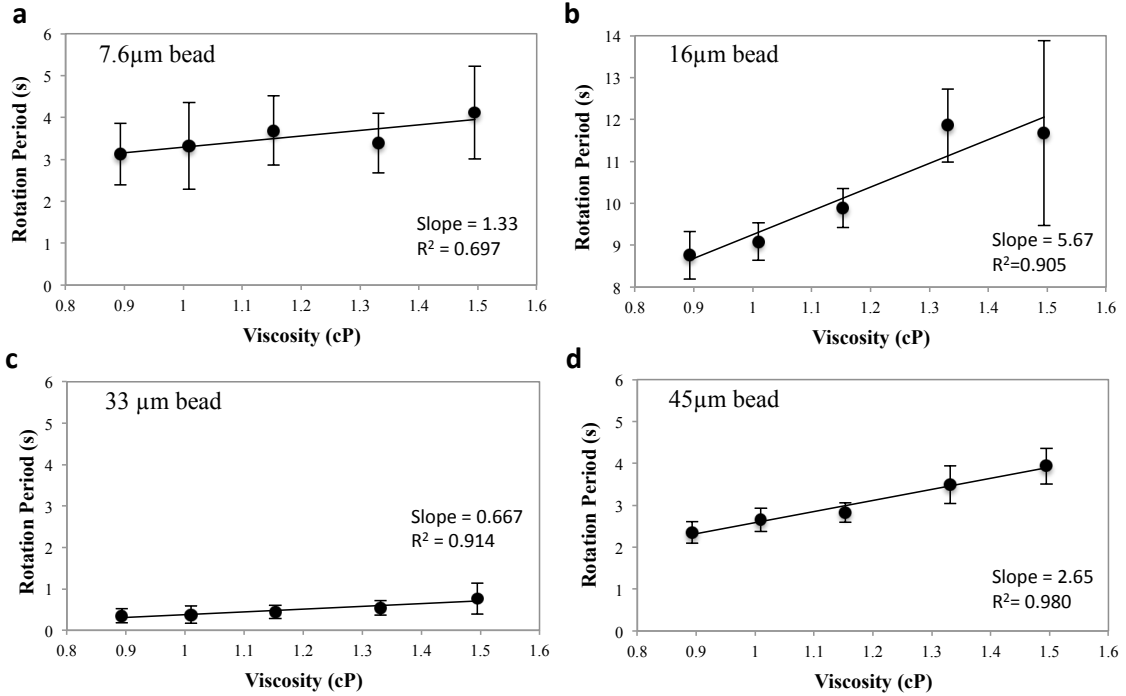 a
7.6µm bead
Rotation Period (s)
6
5
4
3
2
1
0
Slope = 1.33
R² = 0.697
0.8 0.9 1 1.1 1.2 1.3 1.4 1.5 1.6
Viscosity (cP)
b
16µm bead
Rotation Period (s)
14
13
12
11
10
9
8
Slope = 5.67
R²=0.905
0.8 0.9 1 1.1 1.2 1.3 1.4 1.5 1.6
Viscosity (cP)
c
33 µm bead
Rotation Period (s)
6
5
4
3
2
1
0
Slope = 0.667
R² = 0.914
0.8 0.9 1 1.1 1.2 1.3 1.4 1.5 1.6
Viscosity (cP)
d
45µm bead
Rotation Period (s)
6
5
4
3
2
1
0
Slope = 2.65
R²= 0.980
0.8 0.9 1 1.1 1.2 1.3 1.4 1.5 1.6
Viscosity (cP)